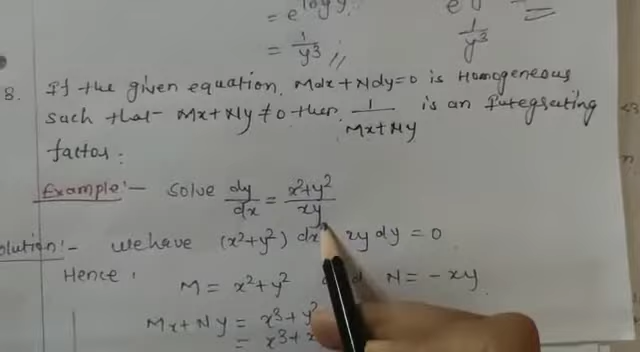 = e^log y
= 1/y³ //
e
1/y³
8. If the given equation Mdx + Ndy = 0 is Homogeneous
such that Mx + Ny ≠ 0 then 1/(Mx + Ny) is an Integrating
factor.
Example:- Solve dy/dx = (x² + y²)/xy
olution:- we have (x² + y²) dx xy dy = 0
Hence, M = x² + y² N = -xy
Mx + Ny = x³ + y²
= x³ +